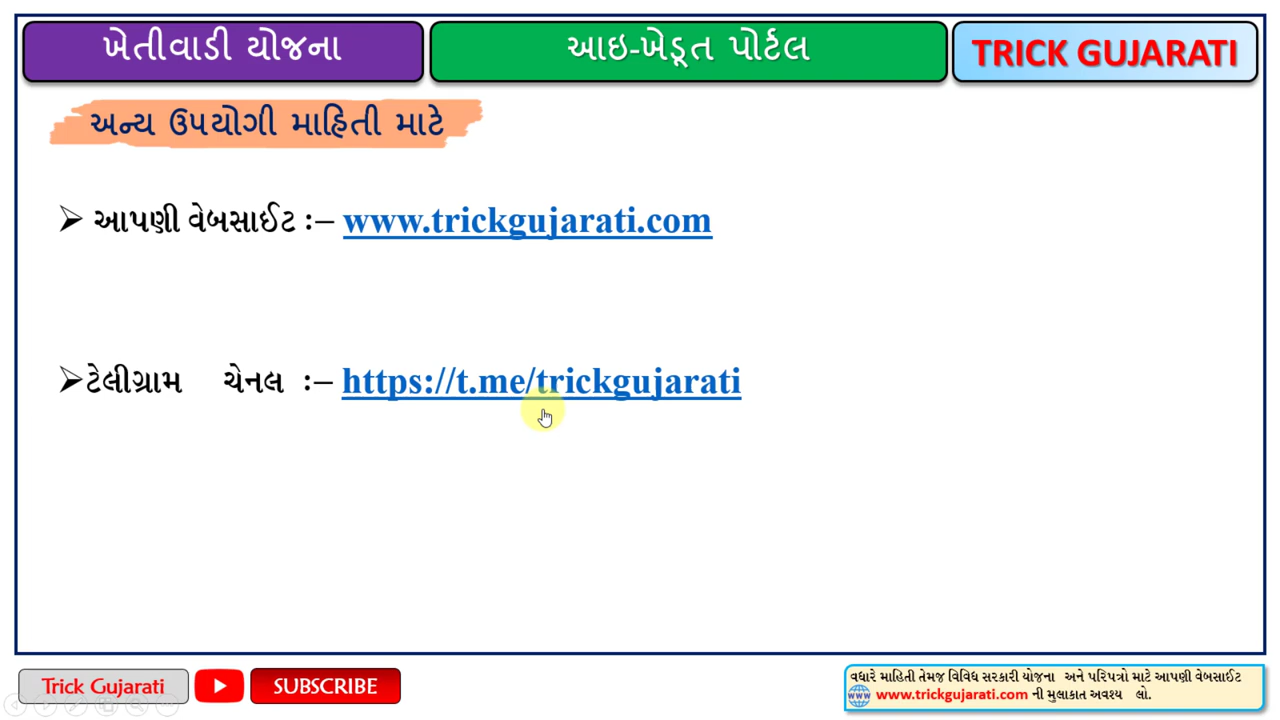 ખેતીવાડી યોજના
આઇ-ખેડૂત પોર્ટલ
TRICK GUJARATI
અન્ય ઉપયોગી માહિતી માટે
➢ આપણી વેબસાઈટ :– www.trickgujarati.com
➢ ટેલીગ્રામ ચેનલ :– https://t.me/trickgujarati
Trick Gujarati
SUBSCRIBE
વધારે માહિતી તેમજ વિવિધ સરકારી યોજના અને પરિપત્રો માટે આપણી વેબસાઈટ
www.trickgujarati.com ની મુલાકાત અવશ્ય લો.